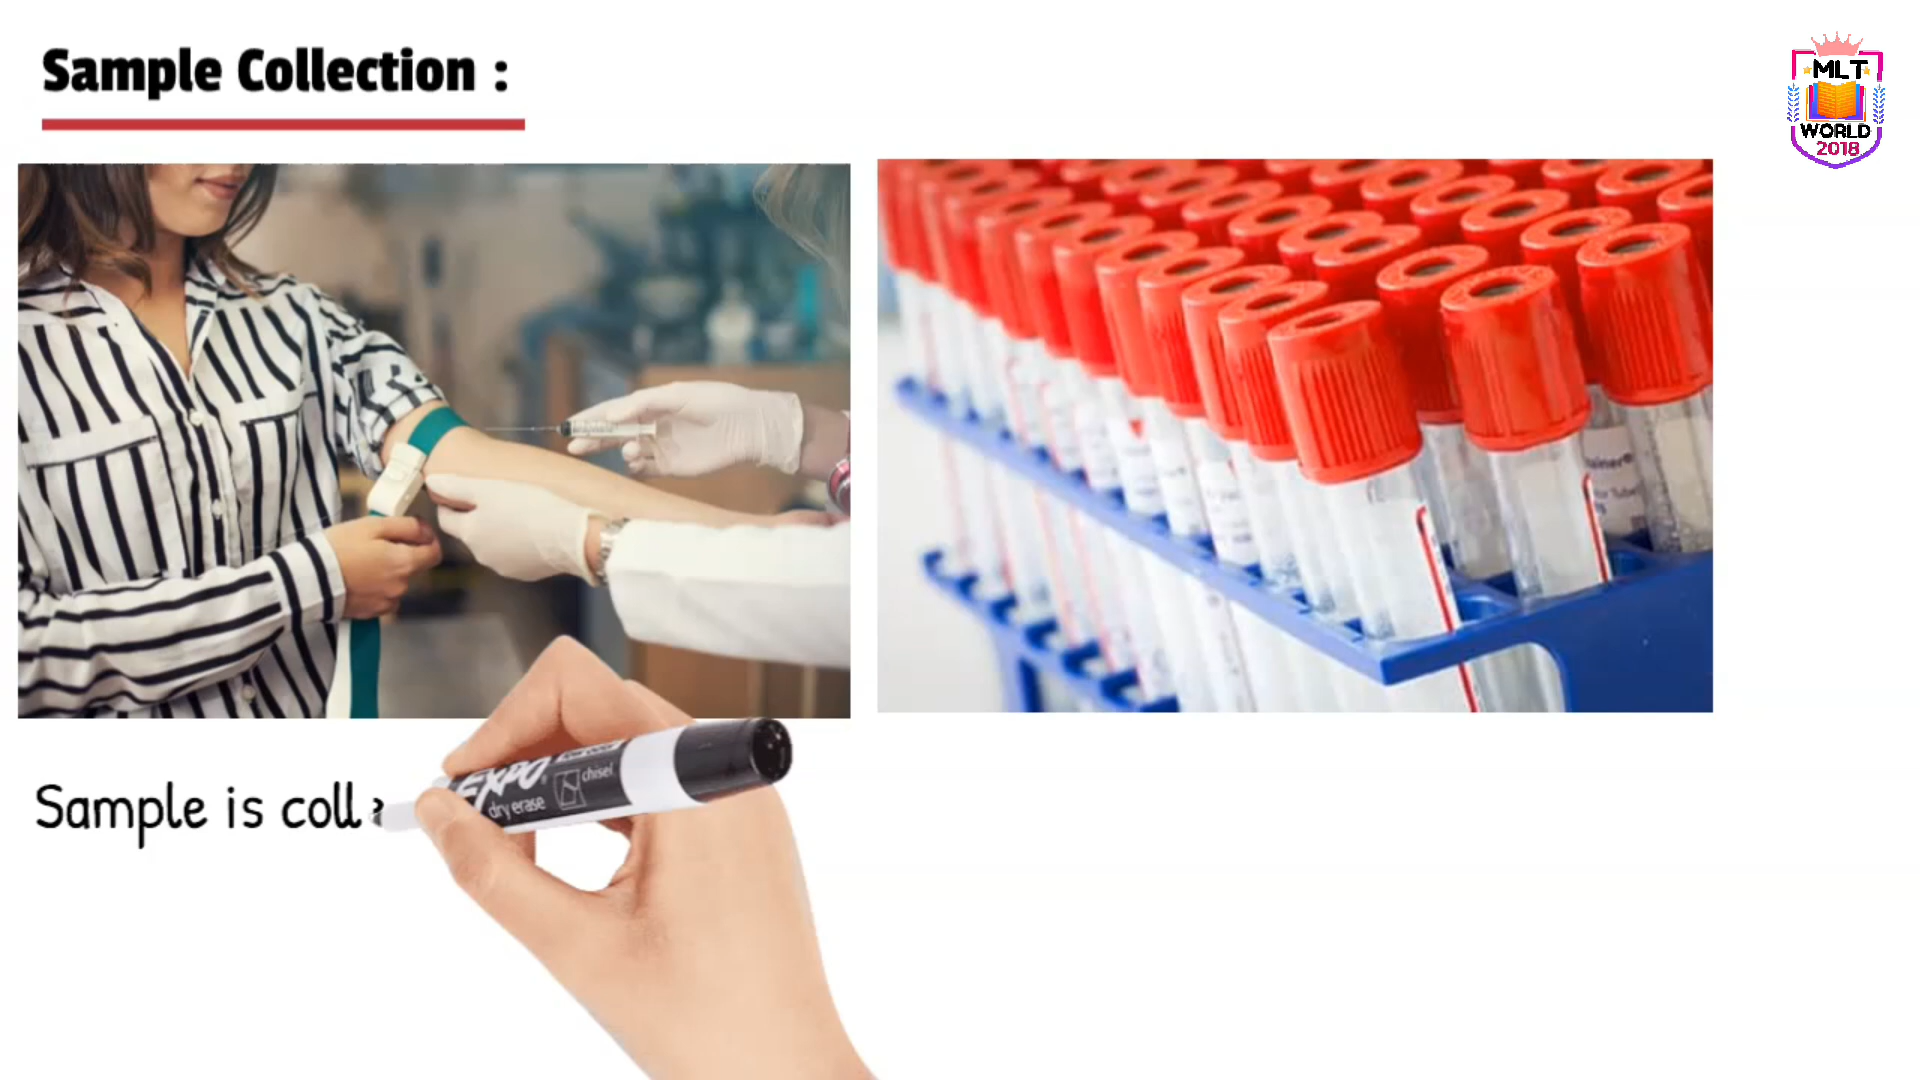 Sample Collection :
MLT
WORLD
2018
Sample is coll
EXPO
chisel
dry erase